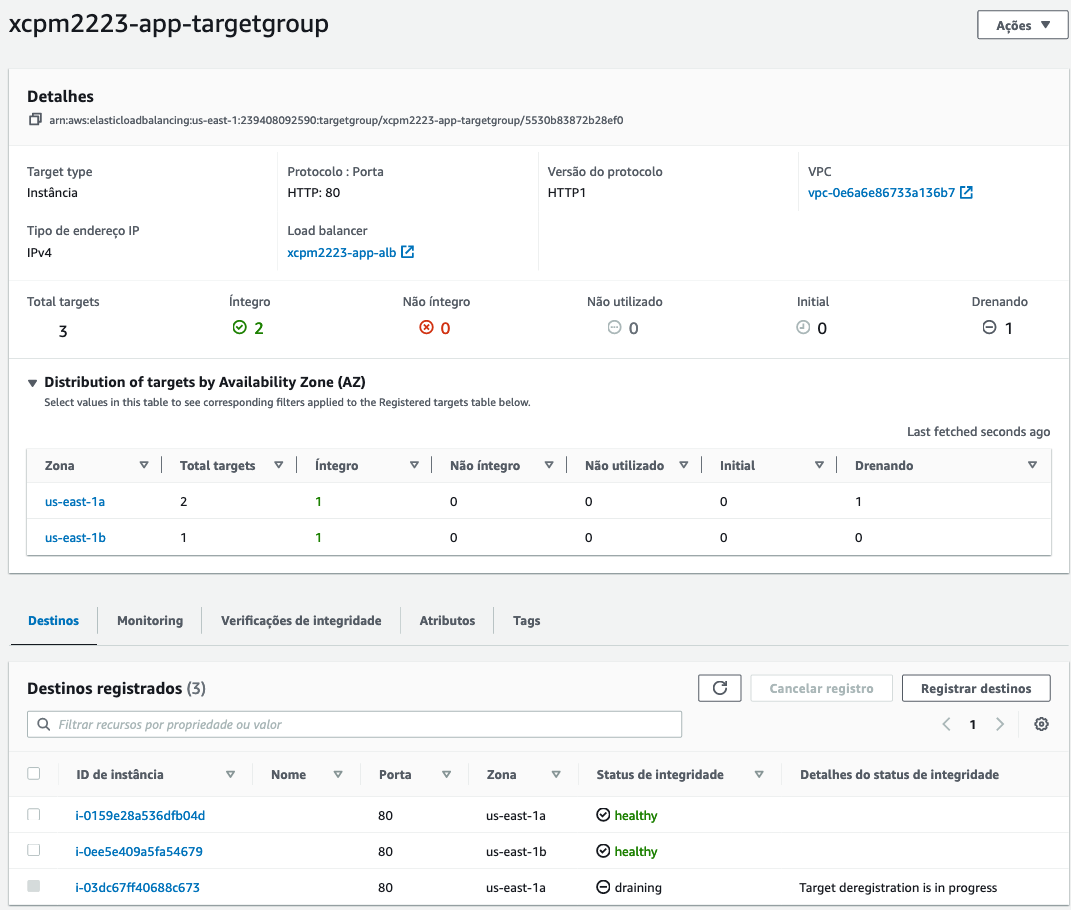 xcpm2223-app-targetgroup
Ações
Detalhes
arn:aws:elasticloadbalancing:us-east-1:239408092590:targetgroup/xcpm2223-app-targetgroup/5530b83872b28ef0
Target type Protocolo : Porta Versão do protocolo VPC
Instância HTTP: 80 HTTP1 vpc-0e6a6e86733a136b7
Tipo de endereço IP Load balancer
IPv4 xcpm2223-app-alb
Total targets Íntegro Não íntegro Não utilizado Initial Drenando
3 2 0 0 0 1
Distribution of targets by Availability Zone (AZ)
Select values in this table to see corresponding filters applied to the Registered targets table below.
Last fetched seconds ago
Zona Total targets Íntegro Não íntegro Não utilizado Initial Drenando
us-east-1a 2 1 0 0 0 1
us-east-1b 1 1 0 0 0 0
Destinos Monitoring Verificações de integridade Atributos Tags
Destinos registrados (3) Cancelar registro Registrar destinos
Filtrar recursos por propriedade ou valor 1
ID de instância Nome Porta Zona Status de integridade Detalhes do status de integridade
i-0159e28a536dfb04d 80 us-east-1a healthy
i-0ee5e409a5fa54679 80 us-east-1b healthy
i-03dc67ff40688c673 80 us-east-1a draining Target deregistration is in progress